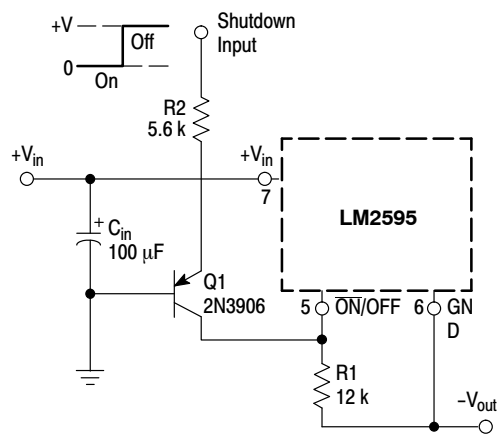 +V
Off
0
On
Shutdown
Input
R2
5.6 k
+Vin
+Vin
7
LM2595
+
Cin
100 µF
Q1
2N3906
5
ON/OFF
6
GN
D
R1
12 k
–Vout